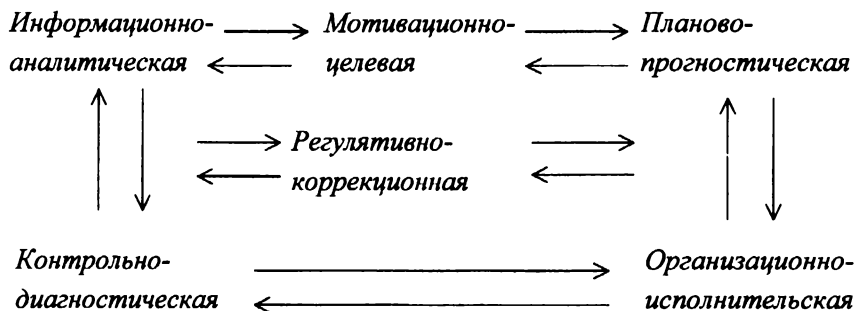 Информационно- Мотивационно- Планово-
аналитическая целевая прогностическая
Регулятивно-
коррекционная
Контрольно- Организационно-
диагностическая исполнительская